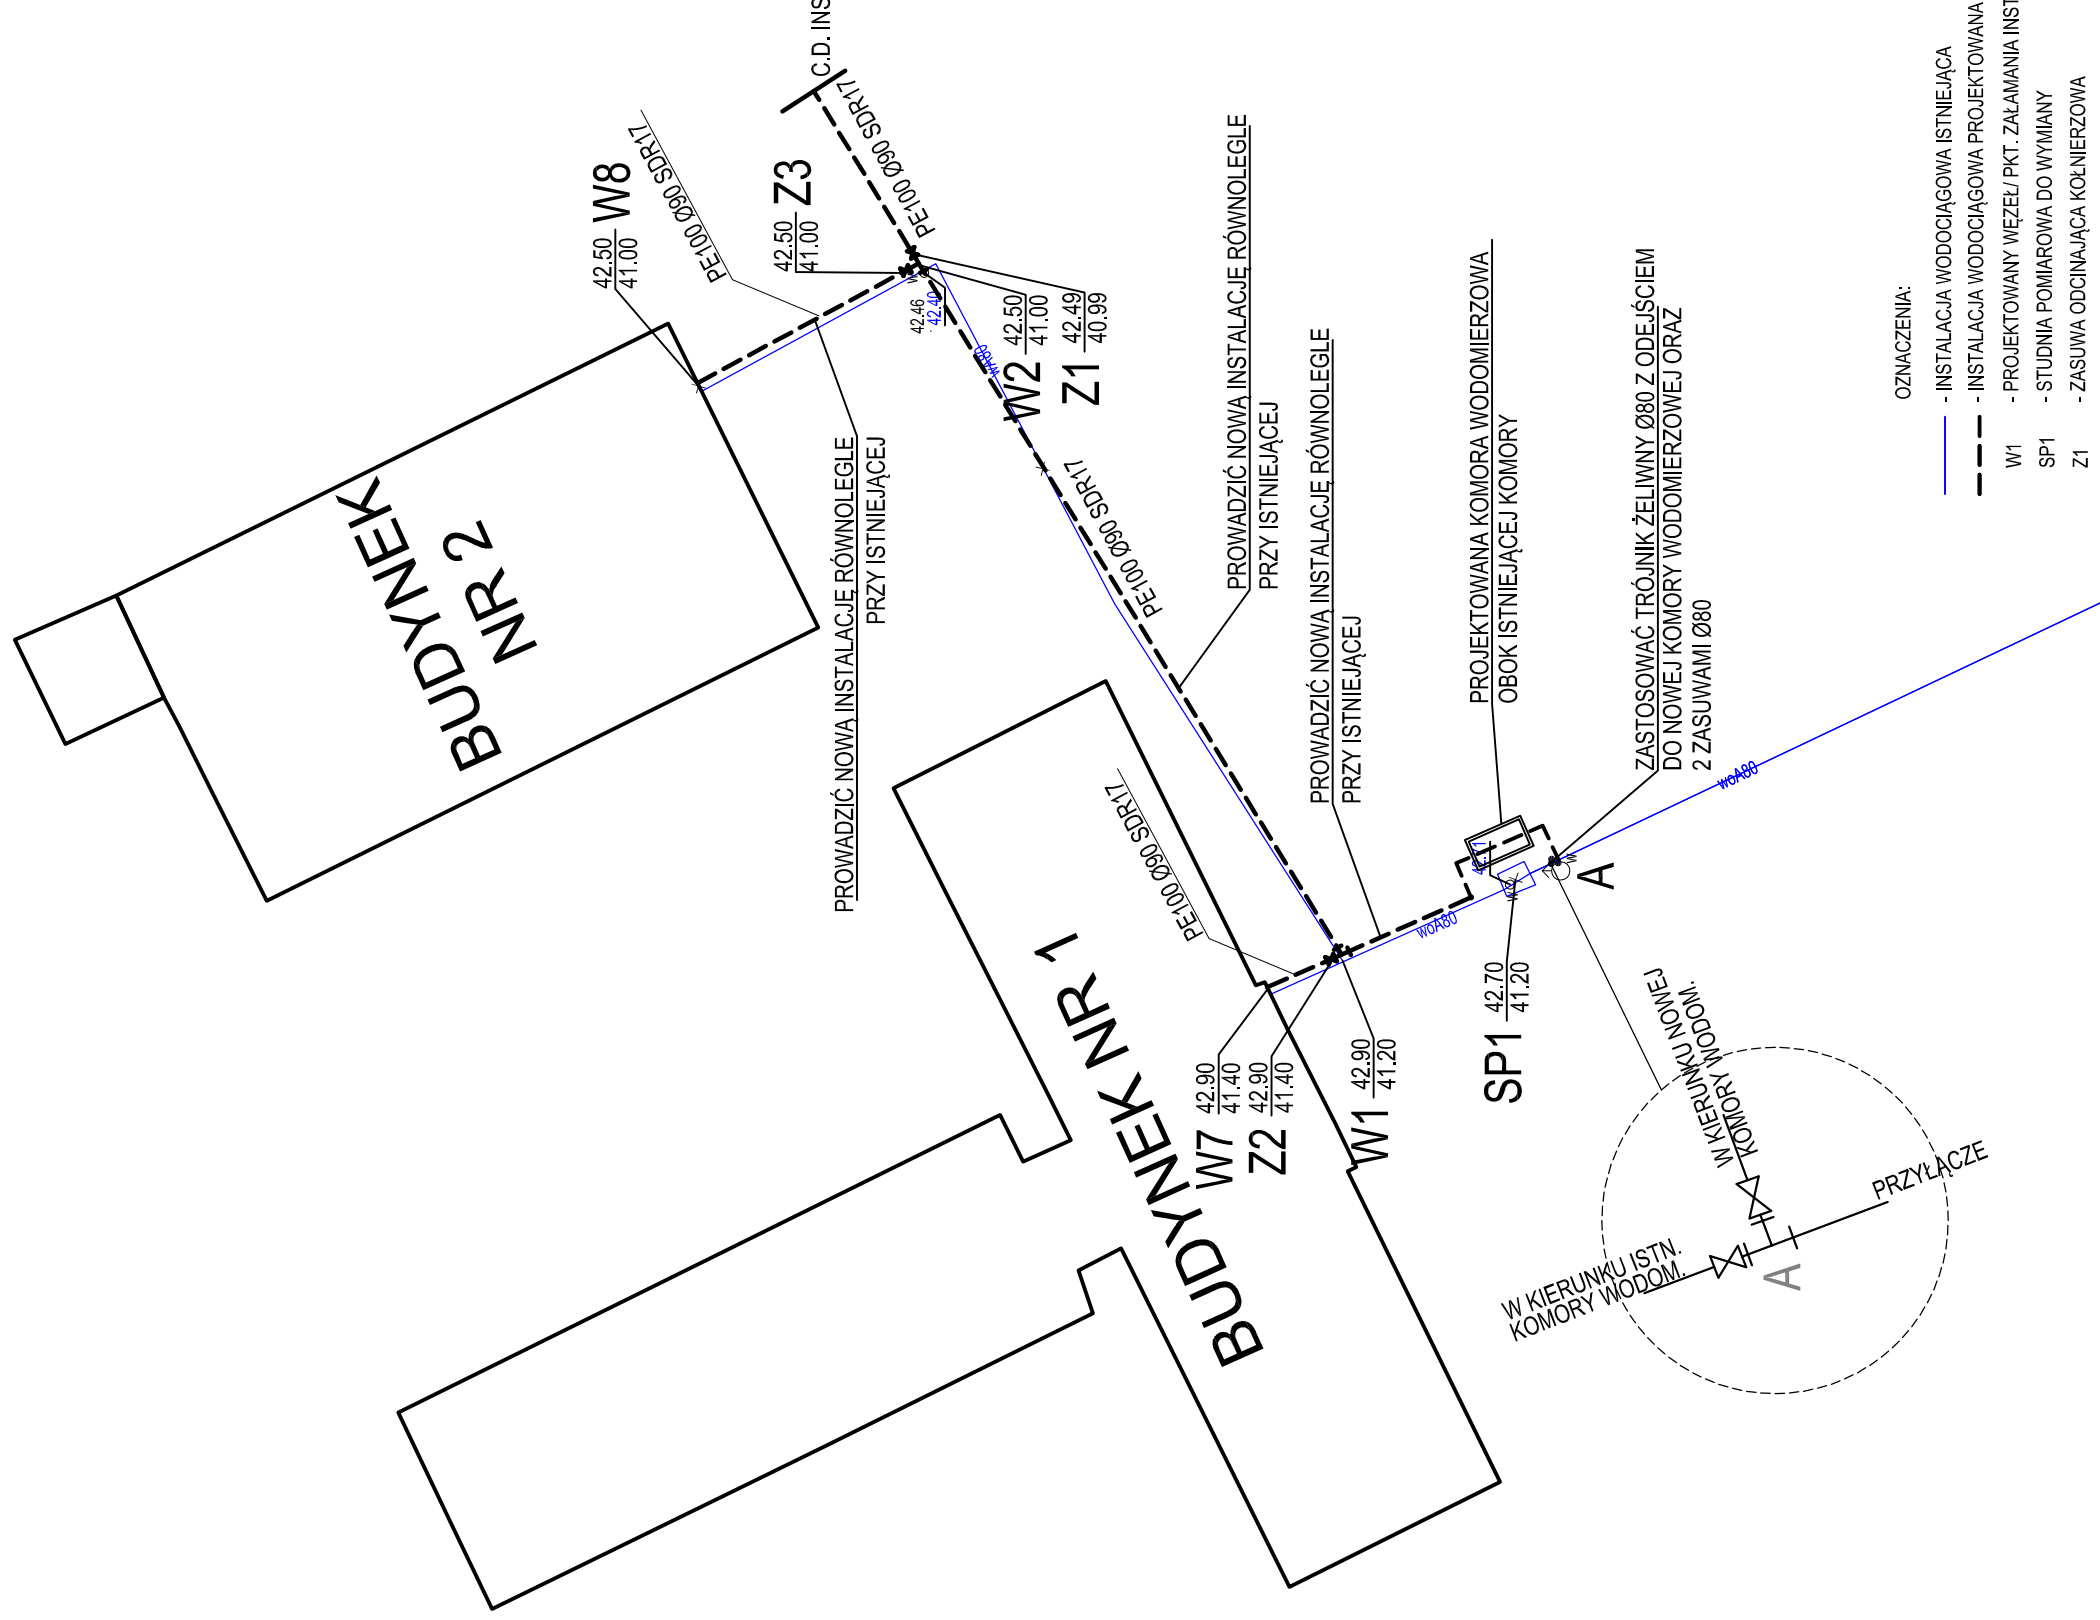 C.D. INS
PE100 Ø90 SDR17
W8
42.50
41.00
PE100 Ø90 SDR17
Z3
42.50
41.00
42.46
42.40
W2
42.50
41.00
Z1
42.49
40.99
wA80
BUDYNEK
NR 2
PROWADZIĆ NOWĄ INSTALACJĘ RÓWNOLEGLE
PRZY ISTNIEJĄCEJ
PE100 Ø90 SDR17
PROWADZIĆ NOWĄ INSTALACJĘ RÓWNOLEGLE
PRZY ISTNIEJĄCEJ
PROWADZIĆ NOWĄ INSTALACJĘ RÓWNOLEGLE
PRZY ISTNIEJĄCEJ
PROJEKTOWANA KOMORA WODOMIERZOWA
OBOK ISTNIEJĄCEJ KOMORY
ZASTOSOWAĆ TRÓJNIK ŻELIWNY Ø80 Z ODEJŚCIEM
DO NOWEJ KOMORY WODOMIERZOWEJ ORAZ
2 ZASUWAMI Ø80
PE100 Ø90 SDR17
BUDYNEK NR 1
woA80
woA80
A
W7
42.90
41.40
Z2
42.90
41.40
W1
42.90
41.20
SP1
42.70
41.20
W KIERUNKU NOWEJ
KOMORY WODOM.
W KIERUNKU ISTN.
KOMORY WODOM.
PRZYŁĄCZE
A
OZNACZENIA:
- INSTALACJA WODOCIĄGOWA ISTNIEJĄCA
- INSTALACJA WODOCIĄGOWA PROJEKTOWANA
W1 - PROJEKTOWANY WĘZEŁ/ PKT. ZAŁAMANIA INST
SP1 - STUDNIA POMIAROWA DO WYMIANY
Z1 - ZASUWA ODCINAJĄCA KOŁNIERZOWA